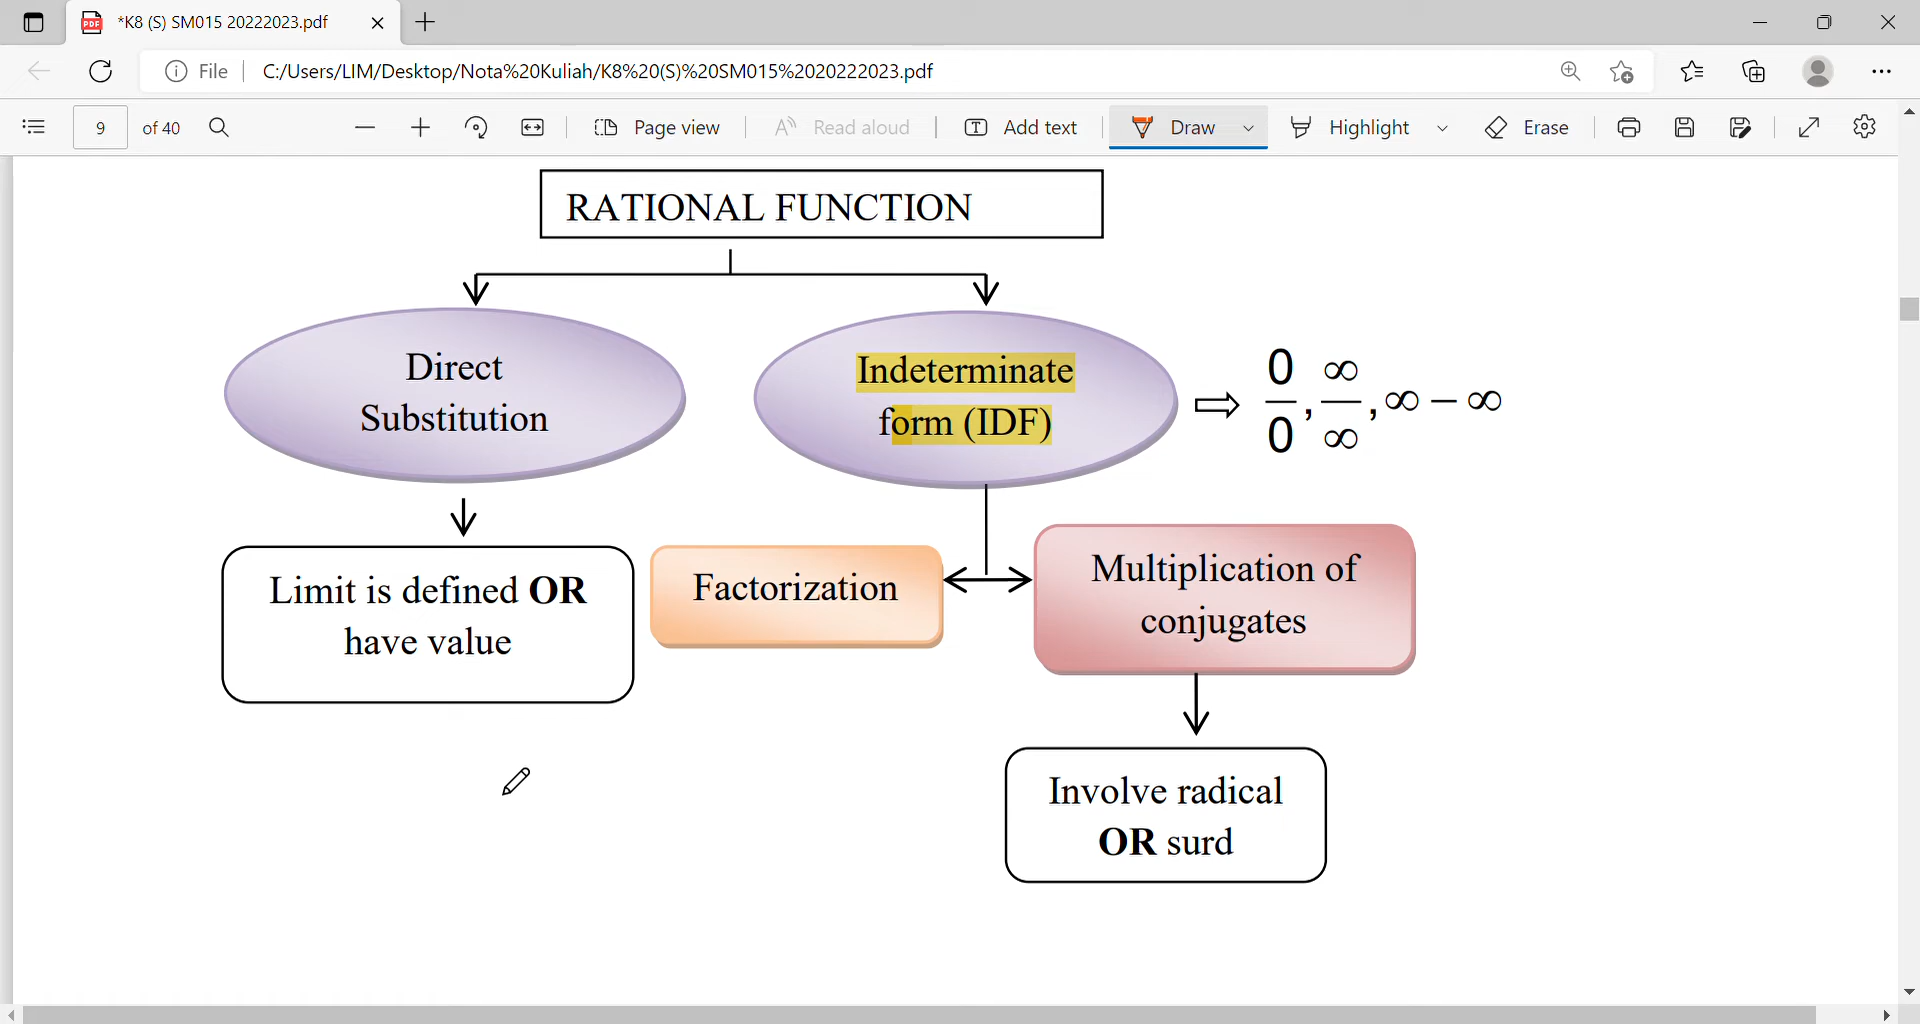 *K8 (S) SM015 20222023.pdf
File
C:/Users/LIM/Desktop/Nota%20Kuliah/K8%20(S)%20SM015%2020222023.pdf
9 of 40
Page view
Read aloud
Add text
Draw
Highlight
Erase
RATIONAL FUNCTION
Direct
Substitution
Indeterminate
form (IDF)
0/0, ∞/∞, ∞ − ∞
Limit is defined OR
have value
Factorization
Multiplication of
conjugates
Involve radical
OR surd